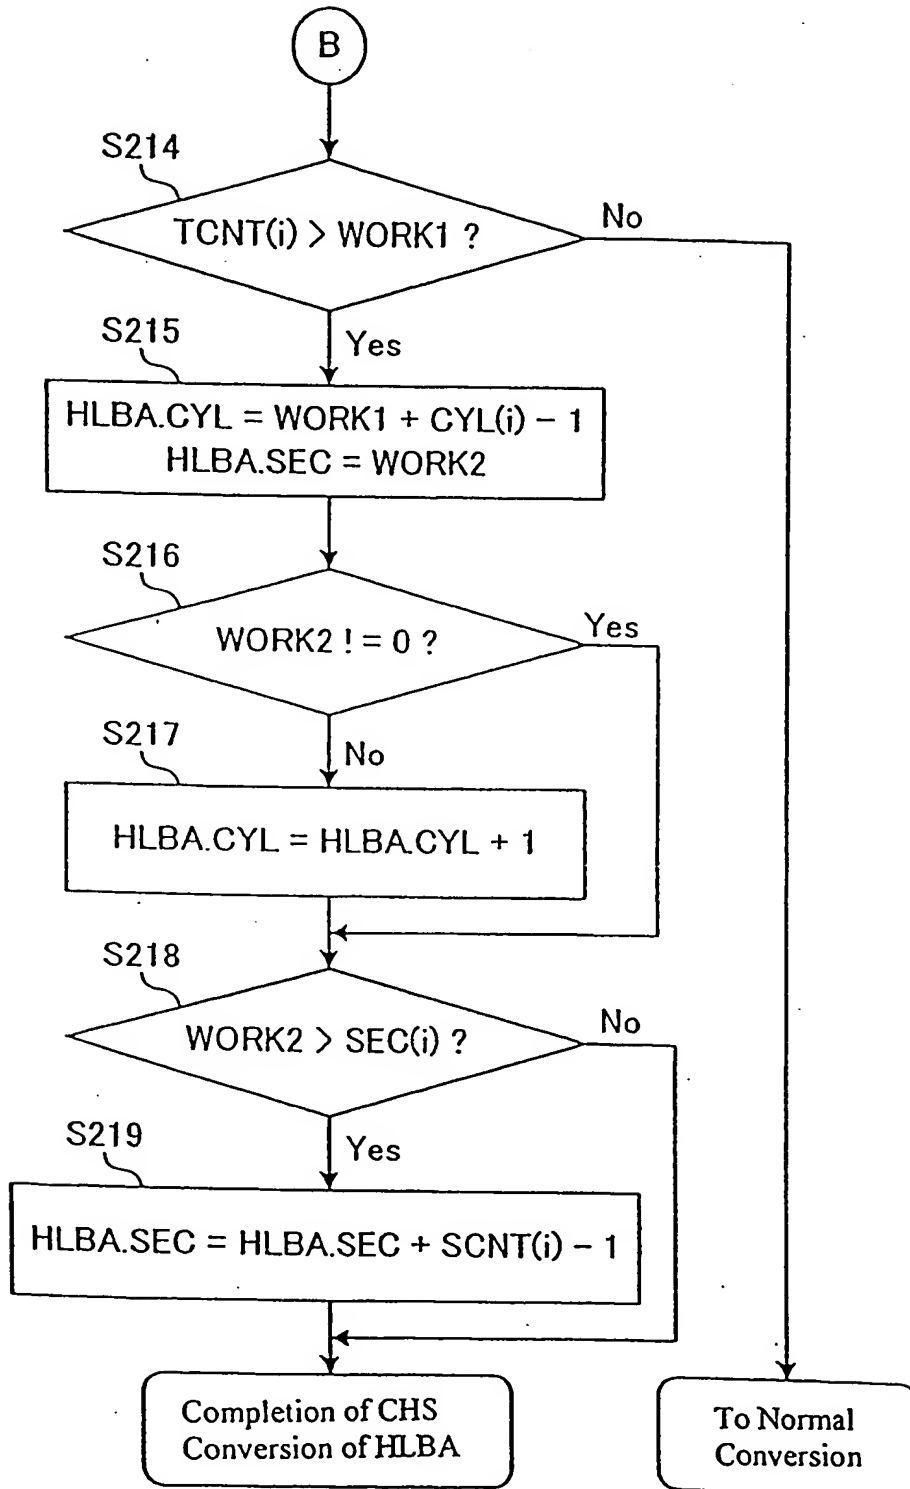 B
S214
TCNT(i) > WORK1 ?
No
Yes
S215
HLBA.CYL = WORK1 + CYL(i) − 1
HLBA.SEC = WORK2
S216
WORK2 ! = 0 ?
Yes
No
S217
HLBA.CYL = HLBA.CYL + 1
S218
WORK2 > SEC(i) ?
No
Yes
S219
HLBA.SEC = HLBA.SEC + SCNT(i) − 1
Completion of CHS
Conversion of HLBA
To Normal
Conversion